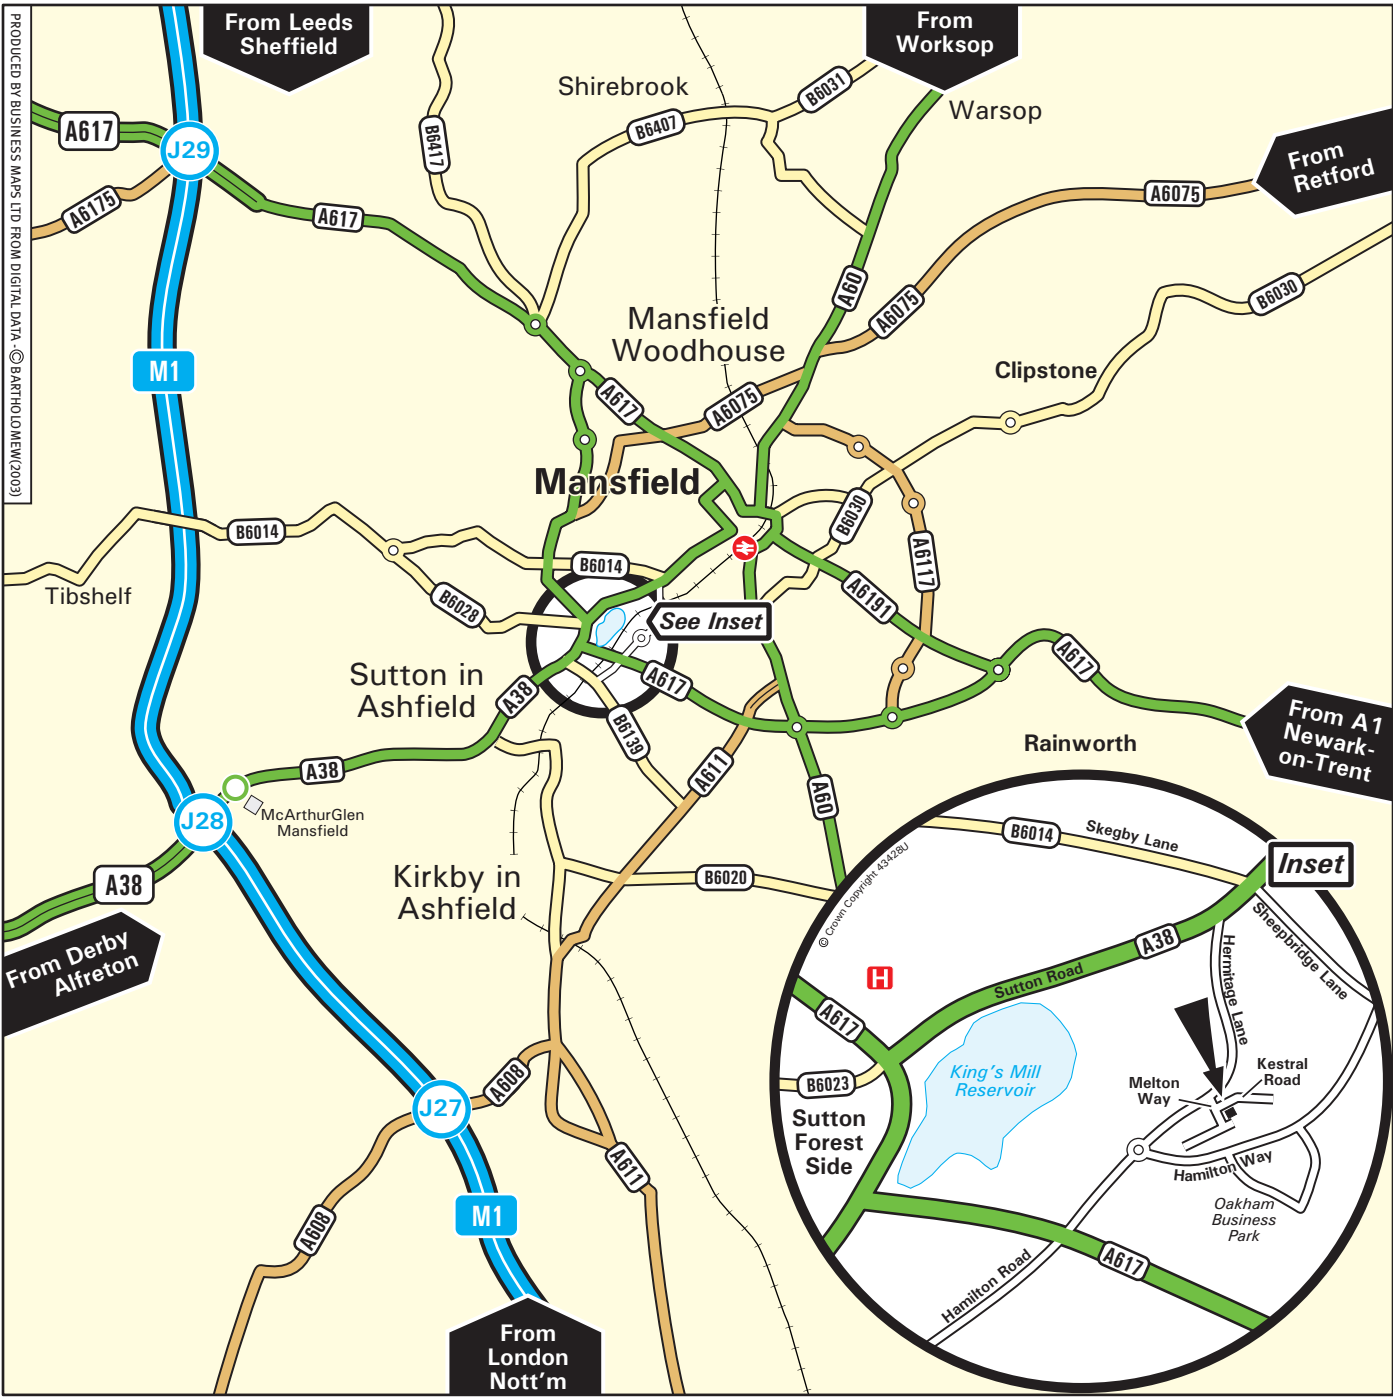 From Leeds
Sheffield
From
Worksop
PRODUCED BY BUSINESS MAPS LTD FROM DIGITAL DATA - © BARTHOLOMEW(2003)
Shirebrook
B6031
Warsop
B6407
A617
B6417
J29
From
Retford
A6175
A6075
A617
A60
B6030
A6075
Mansfield
Woodhouse
M1
Clipstone
A617
A6075
Mansfield
B6030
B6014
A6117
B6014
Tibshelf
B6028
A6191
See Inset
Sutton in
Ashfield
A617
A617
A38
From A1
Newark-
on-Trent
B6139
Rainworth
A38
A611
A60
McArthurGlen
Mansfield
J28
A38
Kirkby in
Ashfield
B6020
From Derby
Alfreton
J27
A608
A611
M1
A608
From
London
Nott'm
© Crown Copyright 43428U
B6014
Skegby Lane
Inset
Sheepbridge Lane
A38
Hermitage Lane
H
Sutton Road
A617
King's Mill
Reservoir
B6023
Kestral
Road
Melton
Way
Sutton
Forest
Side
Hamilton Way
Oakham
Business
Park
A617
Hamilton Road